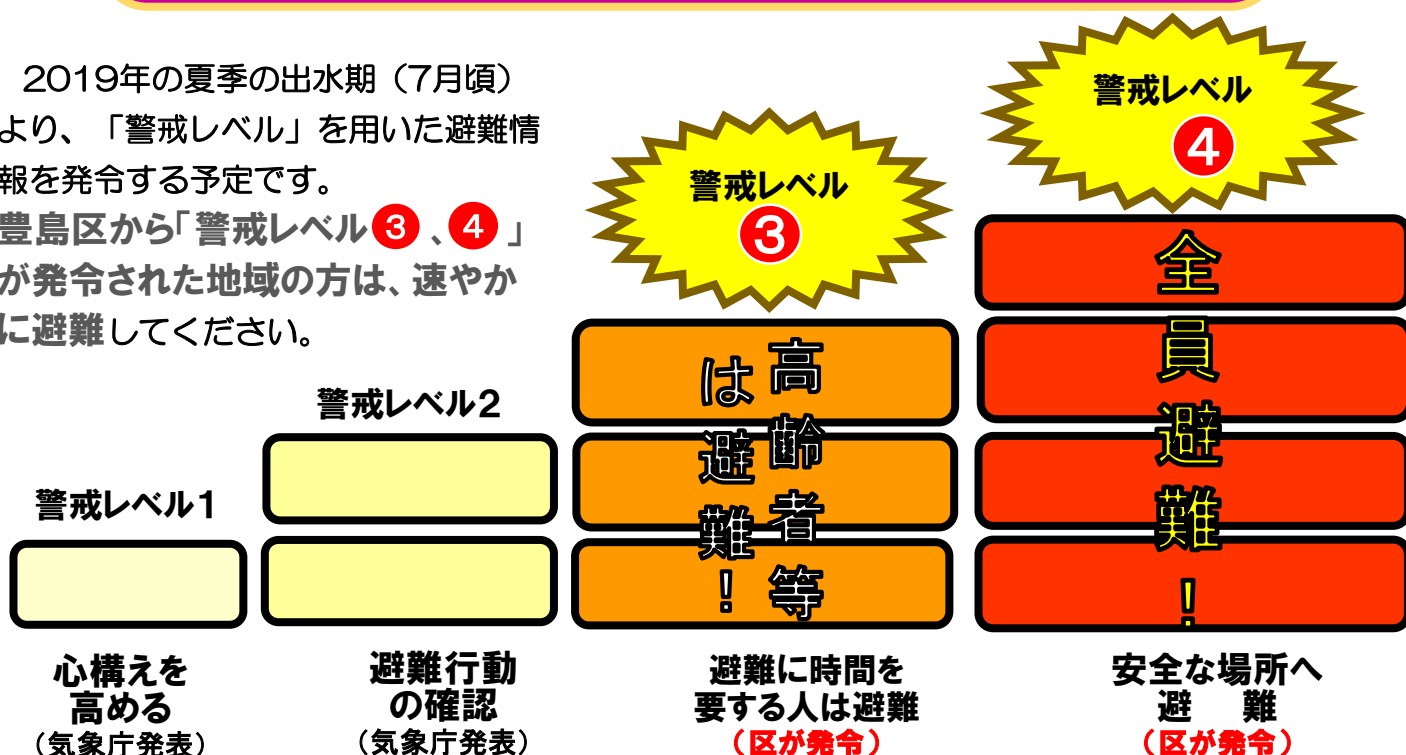 2019年の夏季の出水期（7月頃）
より、「警戒レベル」を用いた避難情
報を発令する予定です。
豊島区から「警戒レベル3、4」
が発令された地域の方は、速やか
に避難してください。
警戒レベル1
心構えを
高める
（気象庁発表）
警戒レベル2
避難行動
の確認
（気象庁発表）
警戒レベル
3
高齢者等
は避難！
避難に時間を
要する人は避難
（区が発令）
警戒レベル
4
全員避難！
安全な場所へ
避　難
（区が発令）